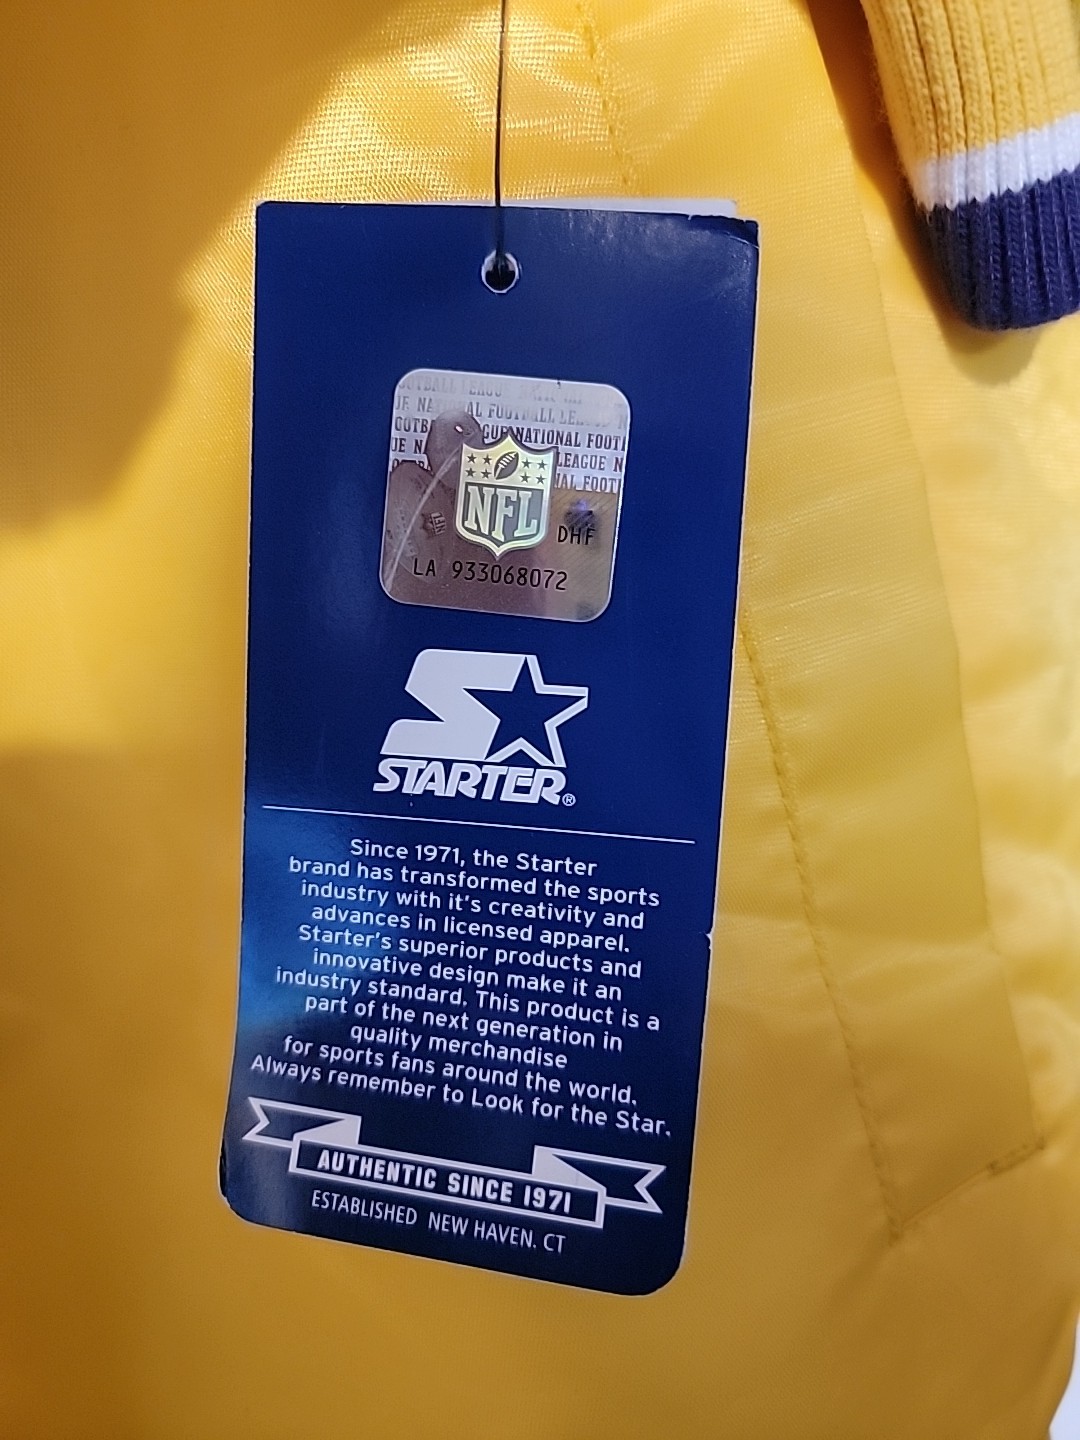 NATIONAL FOOTBALL LEAGUE
NATIONAL FOOT
LEAGUE
NFL
DHF
LA 933068072
STARTER®
Since 1971, the Starter
brand has transformed the sports
industry with it's creativity and
advances in licensed apparel.
Starter's superior products and
innovative design make it an
industry standard. This product is a
part of the next generation in
quality merchandise
for sports fans around the world.
Always remember to Look for the Star.
AUTHENTIC SINCE 1971
ESTABLISHED NEW HAVEN. CT